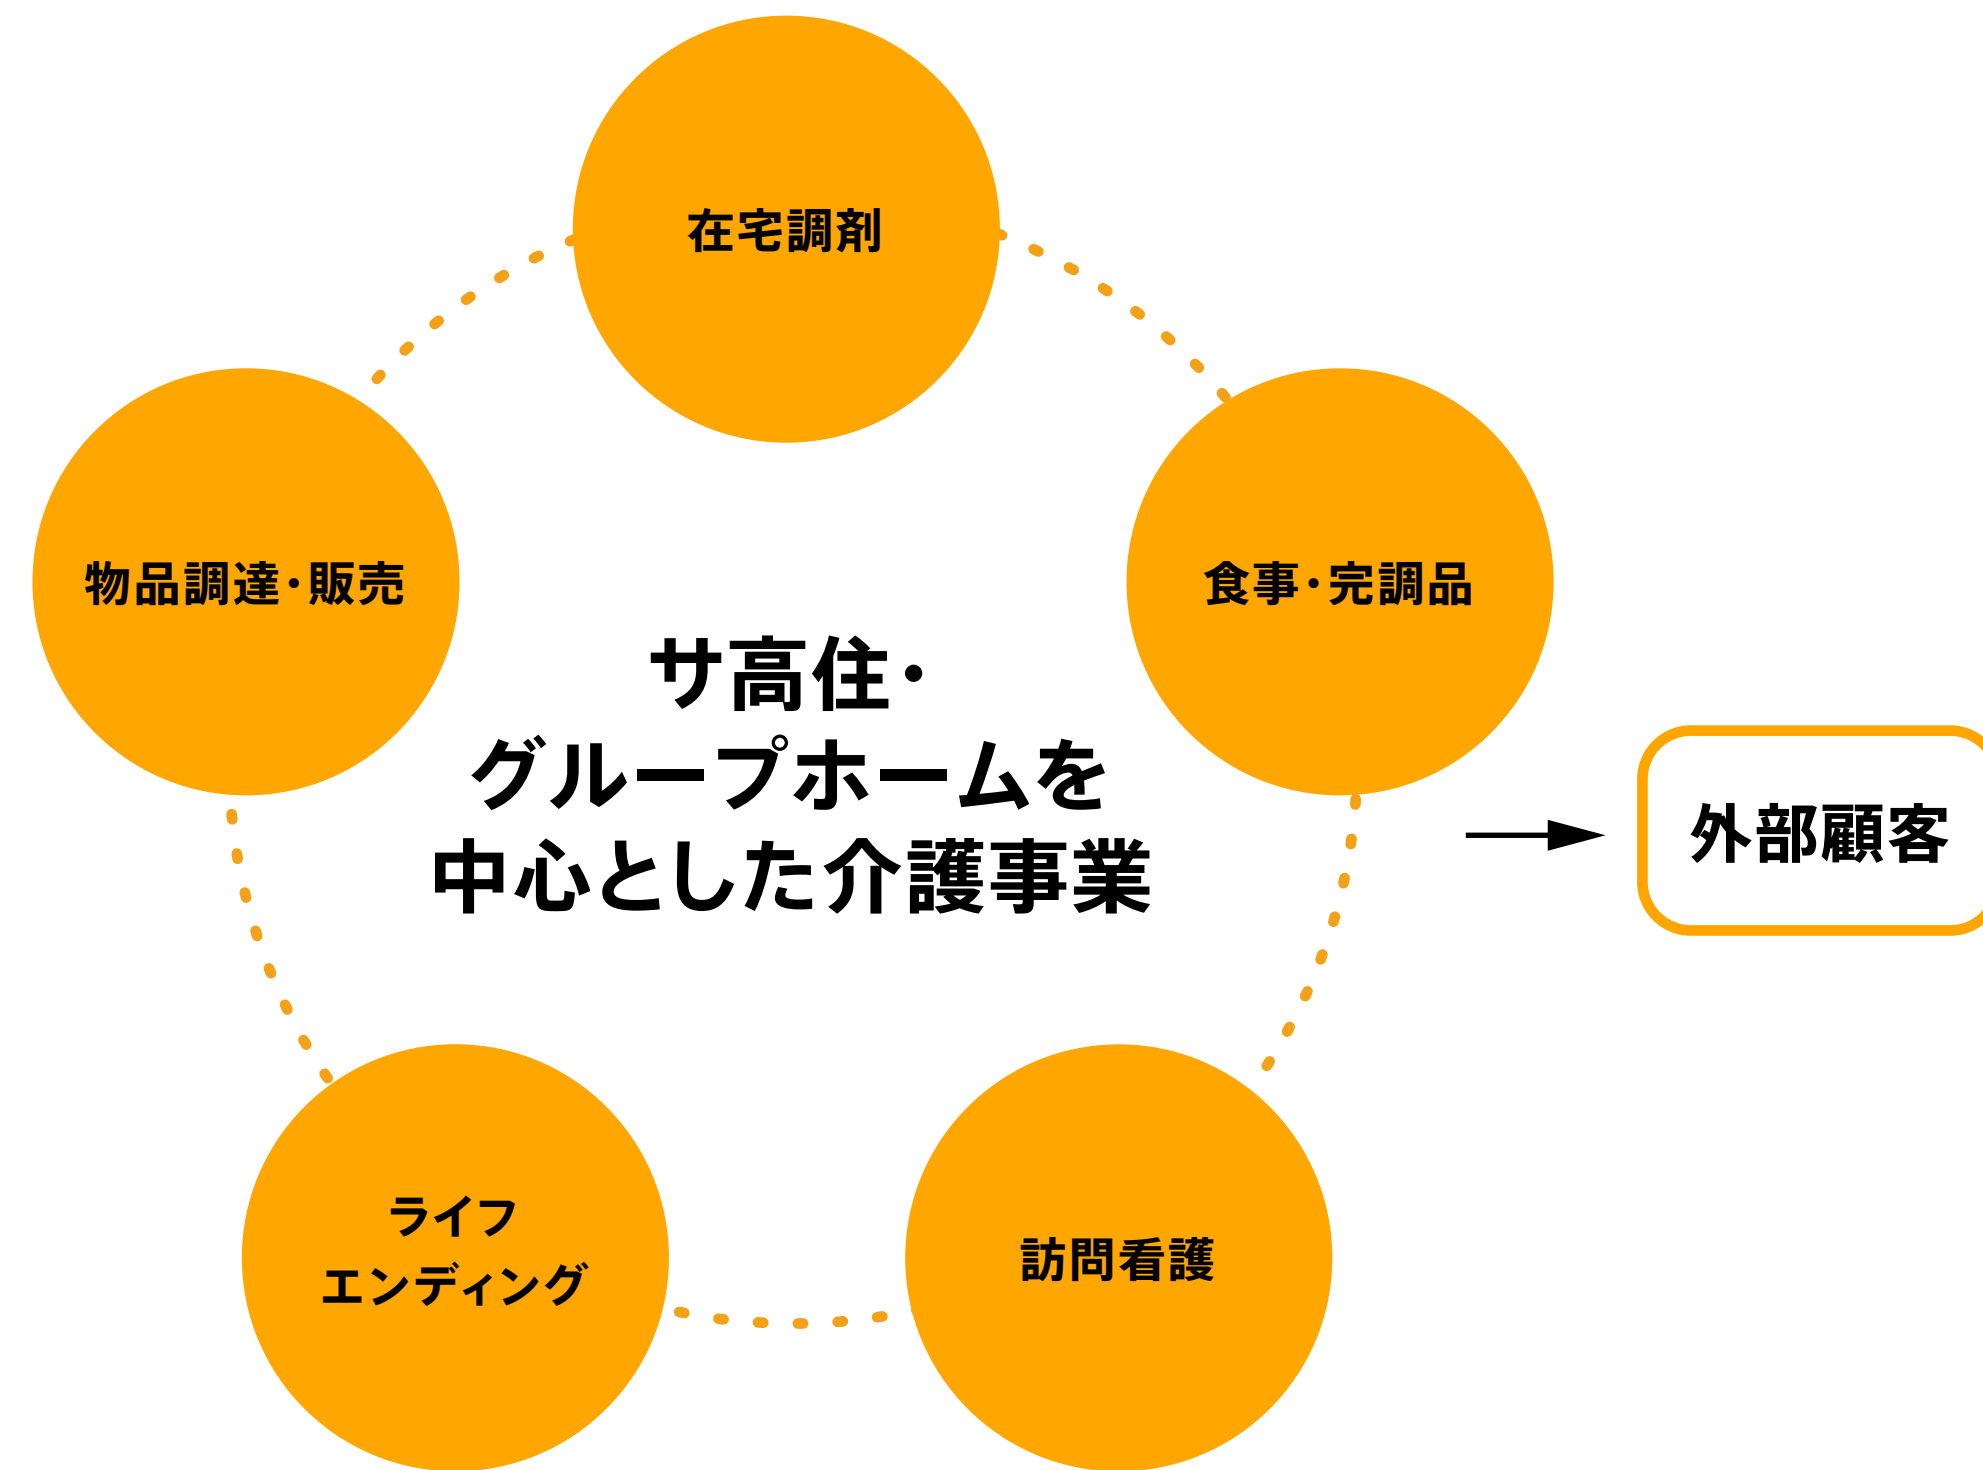 在宅調剤
物品調達・販売
食事・完調品
サ高住・
グループホームを
中心とした介護事業
外部顧客
ライフ
エンディング
訪問看護